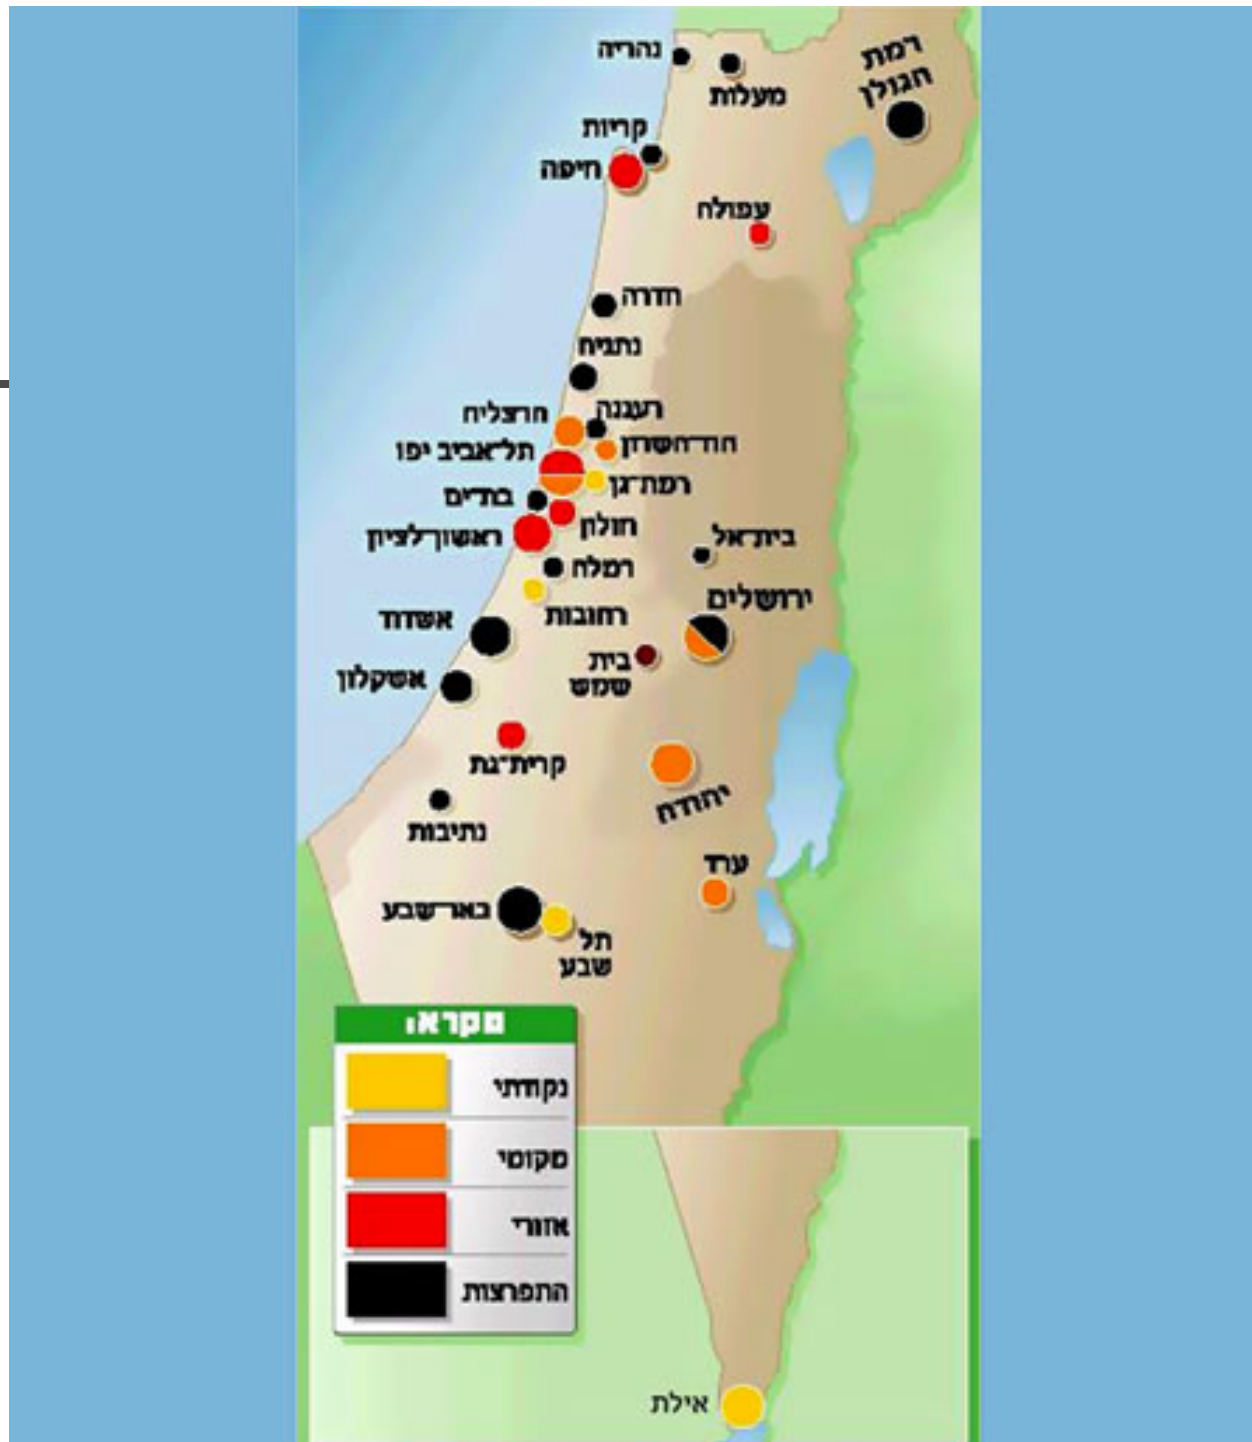 נהריה
מעלות
רמת
הגולן
קריות
חיפה
עפולה
חדרה
נתניה
רעננה
הרצליה
הוד־השרון
תל־אביב יפו
רמת־גן
בת־ים
חולון
ראשון־לציון
בית־אל
רמלה
ירושלים
רחובות
אשדוד
בית
שמש
אשקלון
קרית־גת
יהודה
נתיבות
ערד
באר־שבע
תל
שבע
מקרא:
נקודתי
מקומי
אזורי
התפרצות
אילת